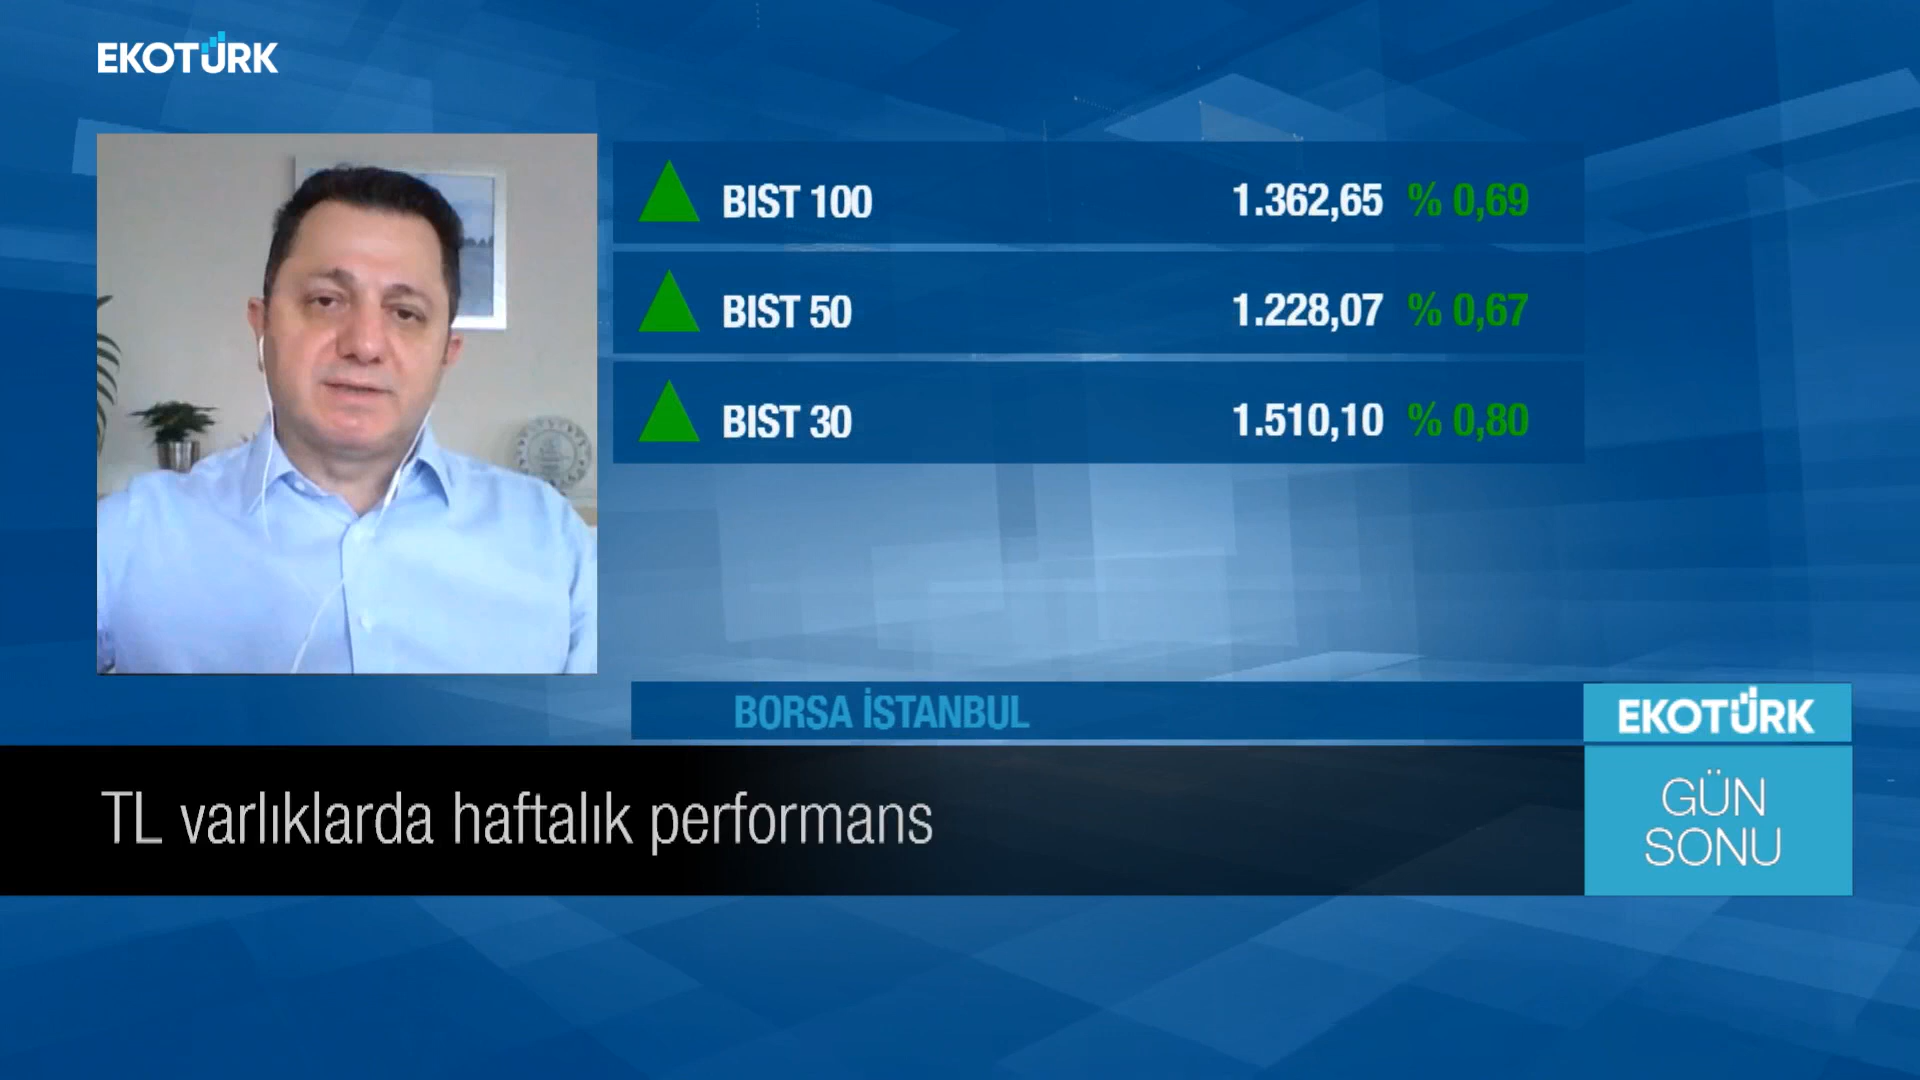 EKOTÜRK
BIST 100 1.362,65 % 0,69
BIST 50 1.228,07 % 0,67
BIST 30 1.510,10 % 0,80
BORSA İSTANBUL
EKOTÜRK
TL varlıklarda haftalık performans
GÜN
SONU